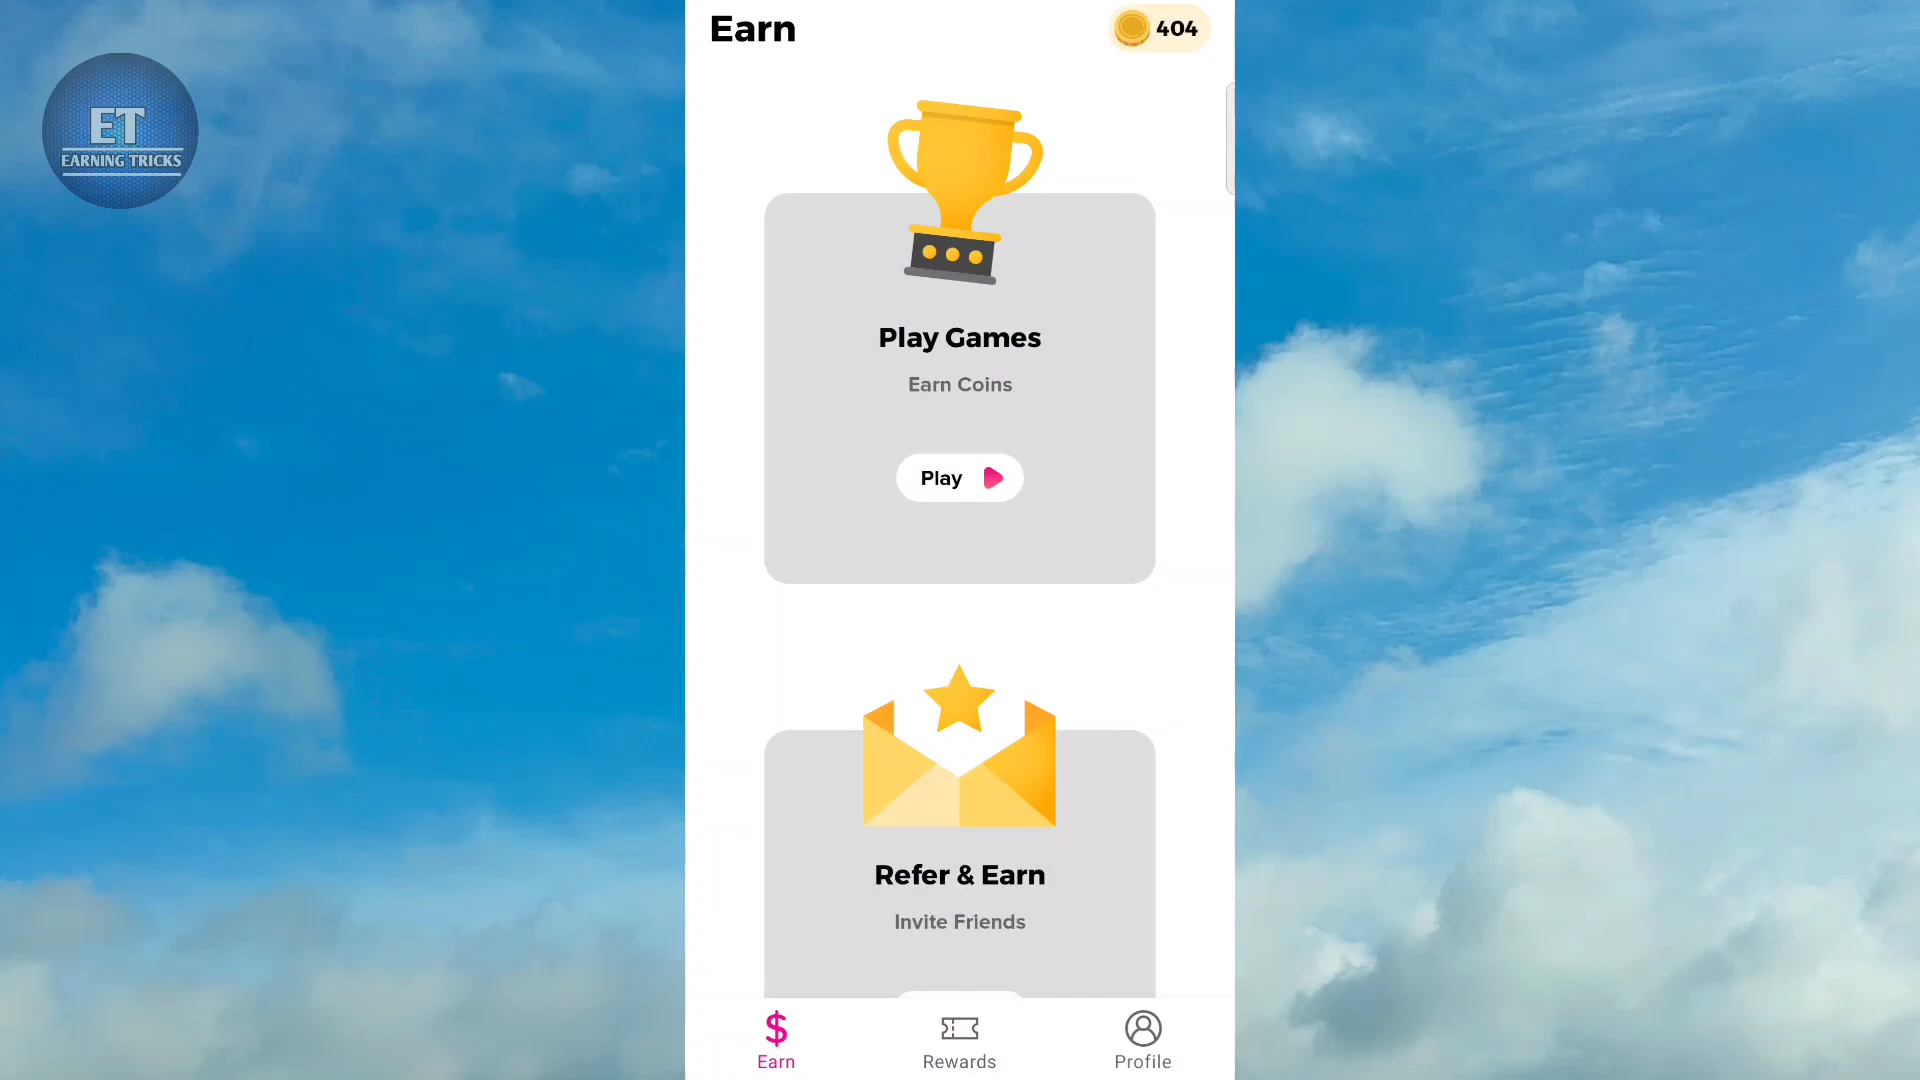 Earn
404
ET
EARNING TRICKS
Play Games
Earn Coins
Play
Refer & Earn
Invite Friends
Earn
Rewards
Profile